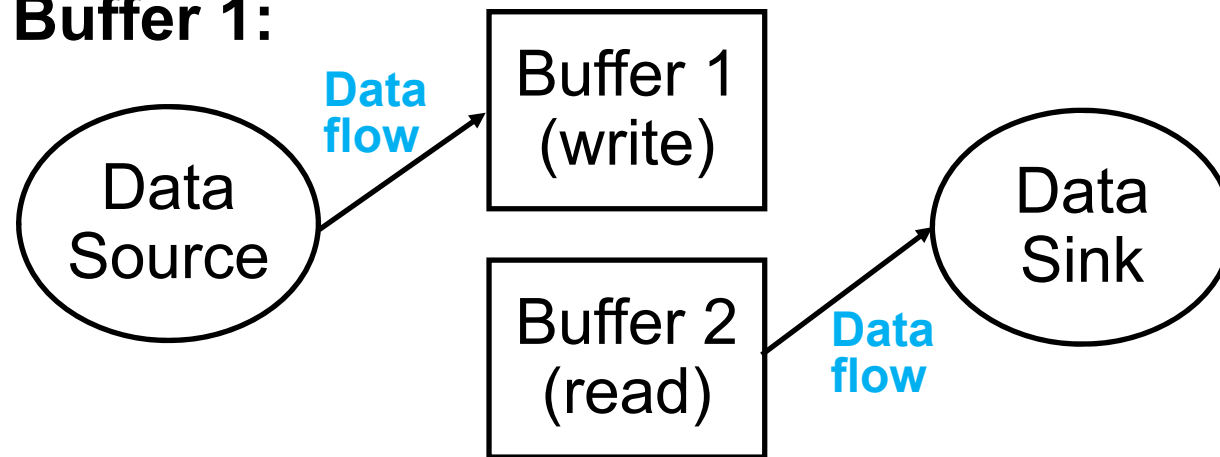 Buffer 1:
Data
flow
Data
Source
Buffer 1
(write)
Buffer 2
(read)
Data
flow
Data
Sink